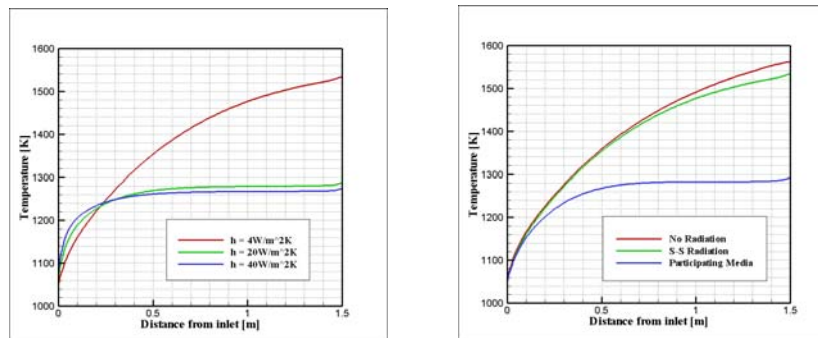 1600
1500
1400
1300
1200
1100
1000
Temperature [K]
h = 4W/m^2K
h = 20W/m^2K
h = 40W/m^2K
0
0.5
1
1.5
Distance from inlet [m]
1600
1500
1400
1300
1200
1100
1000
Temperature [K]
No Radiation
S-S Radiation
Participating Media
0
0.5
1
1.5
Distance from inlet [m]